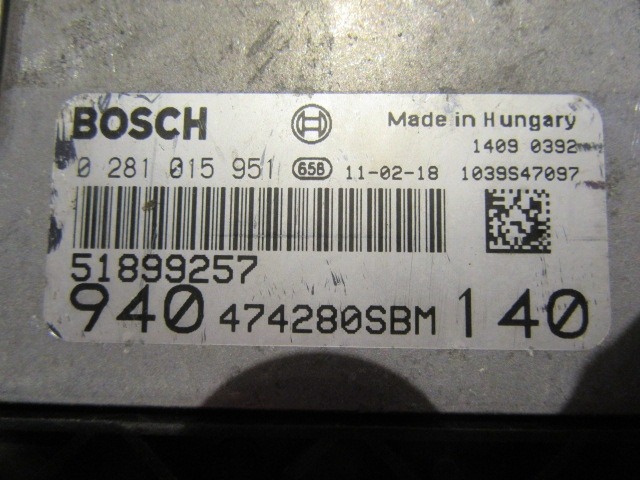 BOSCH Made in Hungary
1409 0392
0 281 015 951 658 11-02-18 1039S47097
51899257
940 474280SBM 140